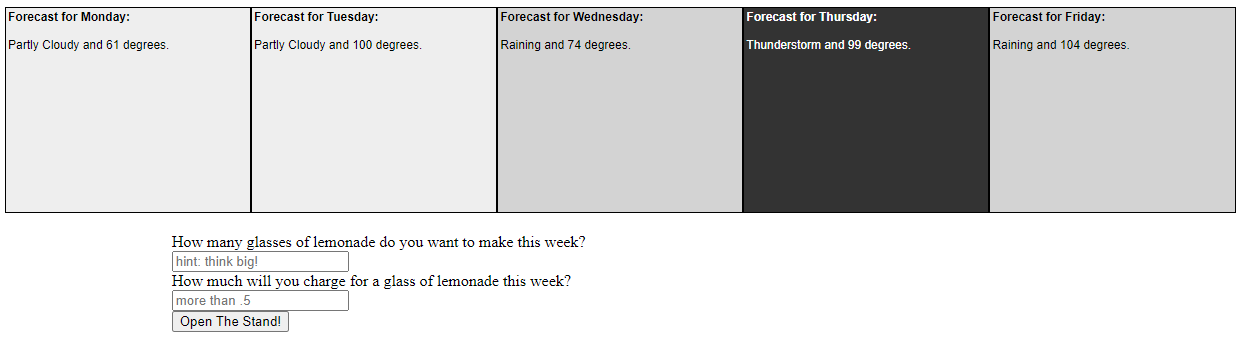 Forecast for Monday:
Partly Cloudy and 61 degrees.
Forecast for Tuesday:
Partly Cloudy and 100 degrees.
Forecast for Wednesday:
Raining and 74 degrees.
Forecast for Thursday:
Thunderstorm and 99 degrees.
Forecast for Friday:
Raining and 104 degrees.
How many glasses of lemonade do you want to make this week?
hint: think big!
How much will you charge for a glass of lemonade this week?
more than .5
Open The Stand!